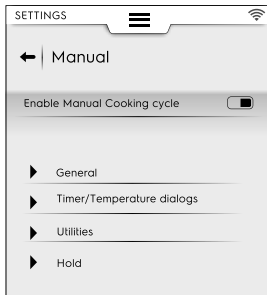 SETTINGS
Manual
Enable Manual Cooking cycle
General
Timer/Temperature dialogs
Utilities
Hold